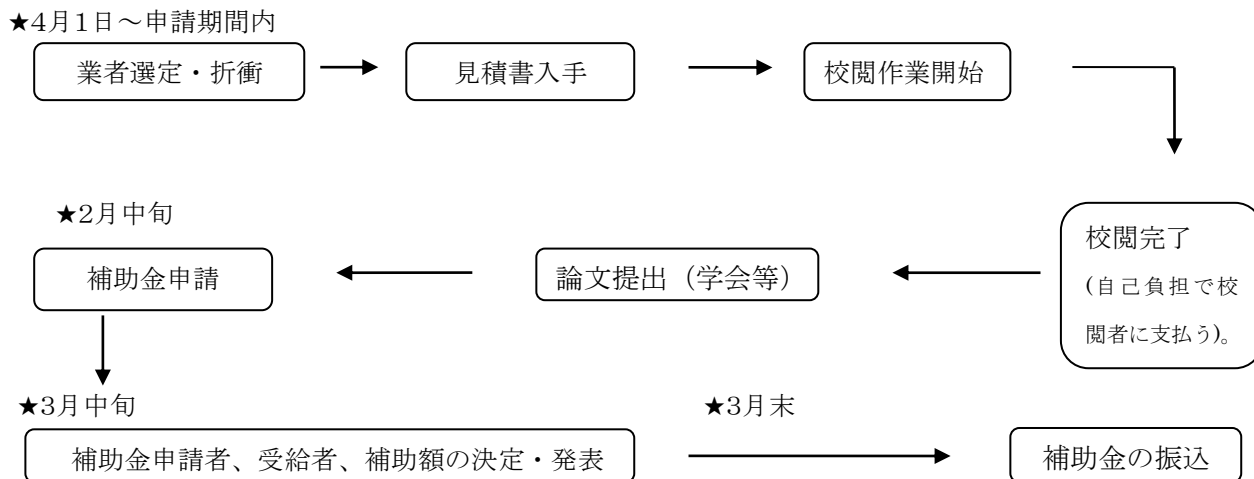 ★4月1日～申請期間内
業者選定・折衝
見積書入手
校閲作業開始
校閲完了
(自己負担で校
閲者に支払う)。
論文提出（学会等）
★2月中旬
補助金申請
★3月中旬
補助金申請者、受給者、補助額の決定・発表
★3月末
補助金の振込